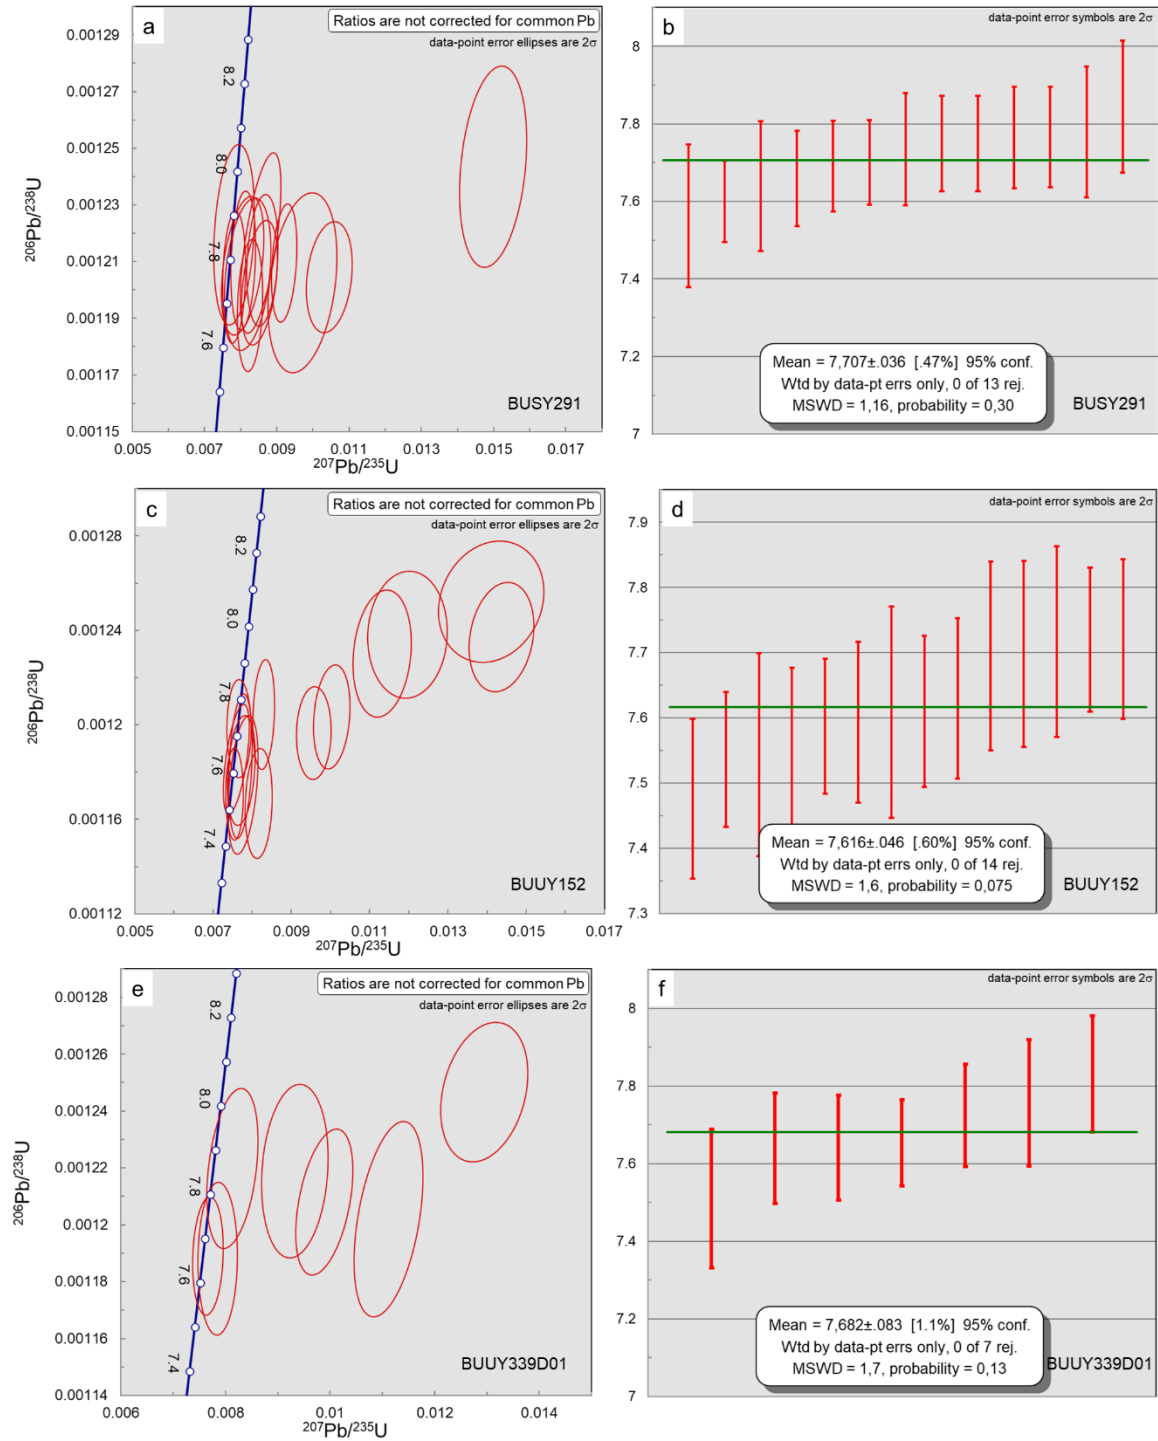 a
Ratios are not corrected for common Pb
data-point error ellipses are 2σ
0.00129
0.00127
0.00125
0.00123
0.00121
0.00119
0.00117
0.00115
206Pb/238U
8.2
8.0
7.8
7.6
BUSY291
0.005 0.007 0.009 0.011 0.013 0.015 0.017
207Pb/235U
b
data-point error symbols are 2σ
8
7.8
7.6
7.4
7.2
7
Mean = 7,707±.036 [.47%] 95% conf.
Wtd by data-pt errs only, 0 of 13 rej.
MSWD = 1,16, probability = 0,30
BUSY291
c
Ratios are not corrected for common Pb
data-point error ellipses are 2σ
0.00128
0.00124
0.0012
0.00116
0.00112
206Pb/238U
8.2
8.0
7.8
7.6
7.4
BUUY152
0.005 0.007 0.009 0.011 0.013 0.015 0.017
207Pb/235U
d
data-point error symbols are 2σ
7.9
7.8
7.7
7.6
7.5
7.4
7.3
Mean = 7,616±.046 [.60%] 95% conf.
Wtd by data-pt errs only, 0 of 14 rej.
MSWD = 1,6, probability = 0,075
BUUY152
e
Ratios are not corrected for common Pb
data-point error ellipses are 2σ
0.00128
0.00126
0.00124
0.00122
0.0012
0.00118
0.00116
0.00114
206Pb/238U
8.2
8.0
7.8
7.6
7.4
BUUY339D01
0.006 0.008 0.01 0.012 0.014
207Pb/235U
f
data-point error symbols are 2σ
8
7.8
7.6
7.4
7.2
7
Mean = 7,682±.083 [1.1%] 95% conf.
Wtd by data-pt errs only, 0 of 7 rej.
MSWD = 1,7, probability = 0,13
BUUY339D01